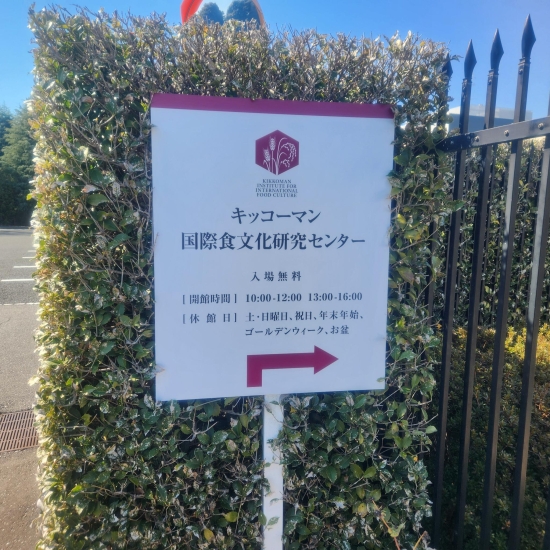 KIKKOMAN
INSTITUTE FOR
INTERNATIONAL
FOOD CULTURE
キッコーマン
国際食文化研究センター
入場無料
［開館時間］ 10:00-12:00 13:00-16:00
［休館日］ 土・日曜日、祝日、年末年始、
ゴールデンウィーク、お盆